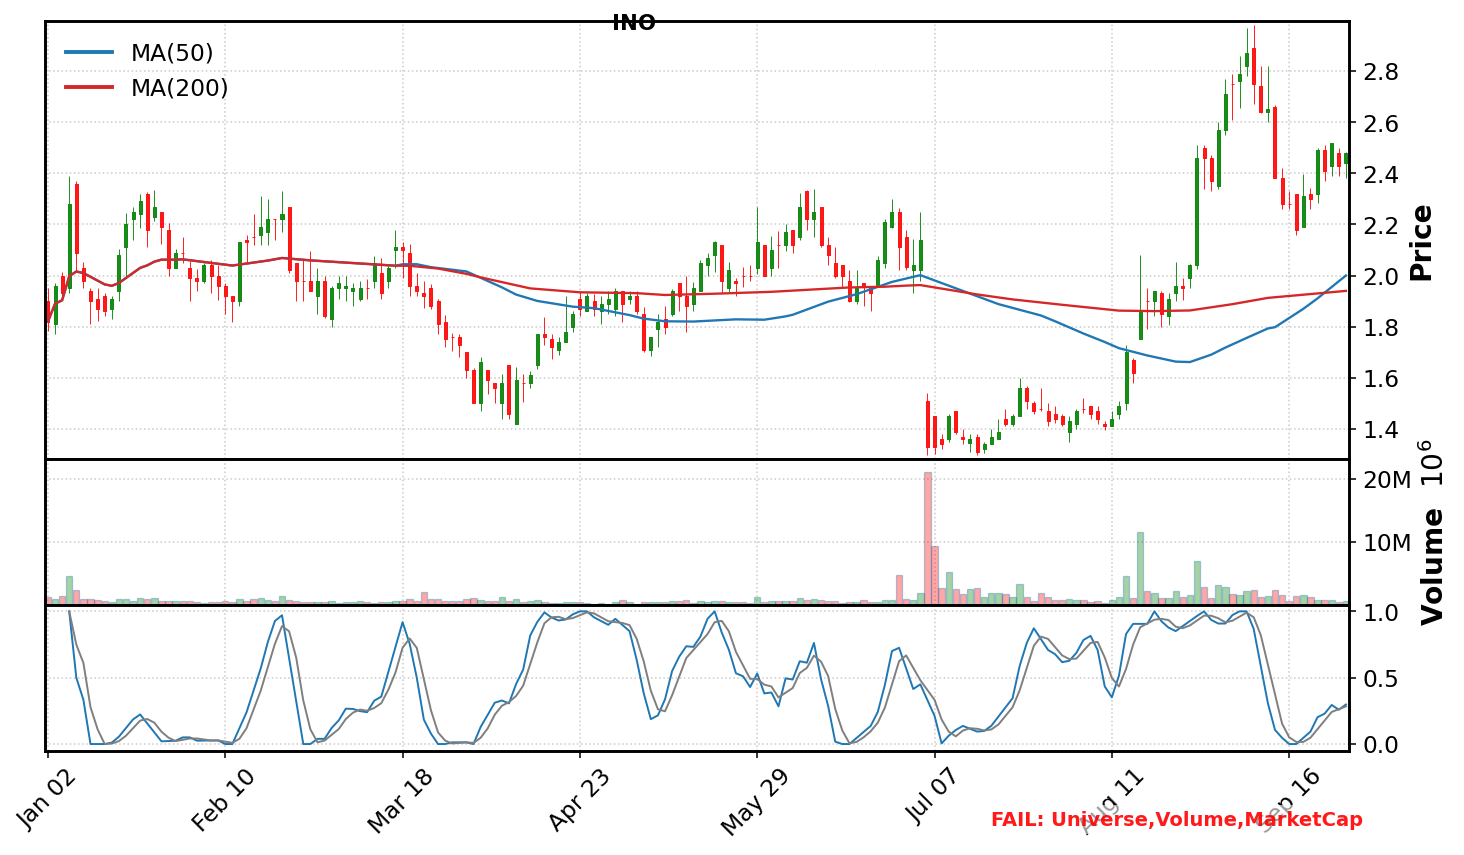 INO
MA(50)
MA(200)
2.8
2.6
2.4
2.2
2.0
1.8
1.6
1.4
Price
20M
10M
Volume 10^6
1.0
0.5
0.0
Jan 02
Feb 10
Mar 18
Apr 23
May 29
Jul 07
Aug 11
Sep 16
FAIL: Universe,Volume,MarketCap